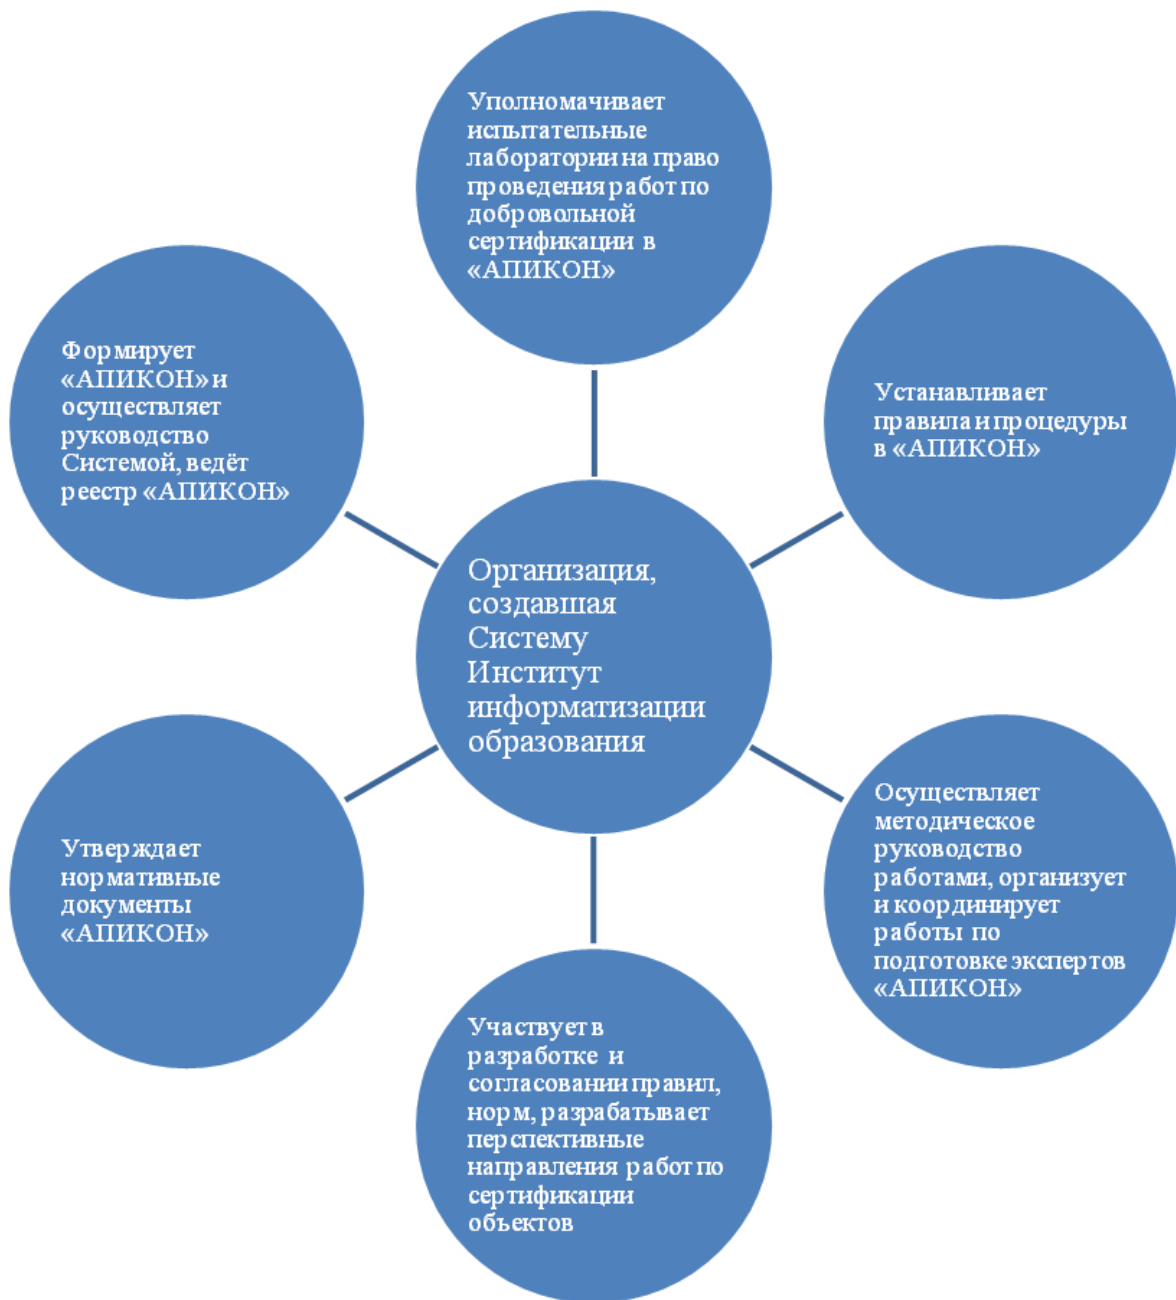 Уполномачивает
испытательные
лаборатории на право
проведения работ по
добровольной
сертификации в
«АПИКОН»
Формирует
«АПИКОН» и
осуществляет
руководство
Системой, ведёт
реестр «АПИКОН»
Устанавливает
правила и процедуры
в «АПИКОН»
Организация,
создавшая
Систему
Институт
информатизации
образования
Утверждает
нормативные
документы
«АПИКОН»
Осуществляет
методическое
руководство
работами, организует
и координирует
работы по
подготовке экспертов
«АПИКОН»
Участвует в
разработке и
согласовании правил,
норм, разрабатывает
перспективные
направления работ по
сертификации
объектов